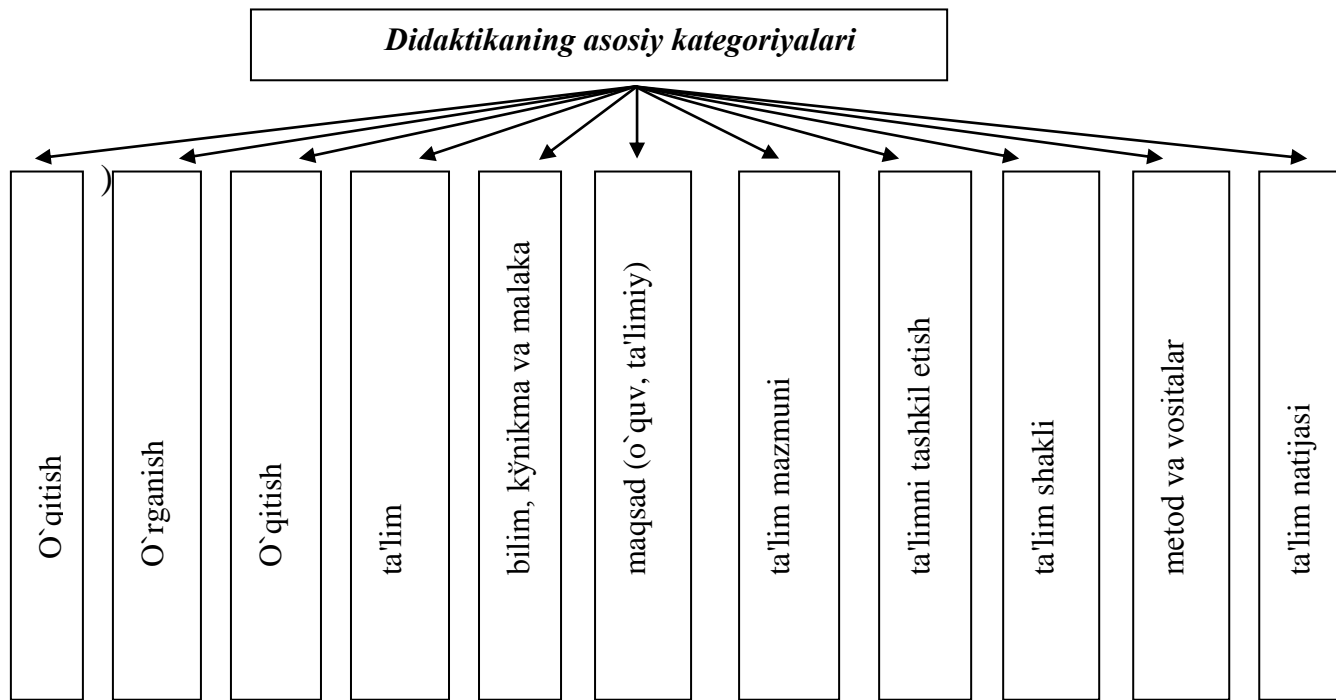 Didaktikaning asosiy kategoriyalari
)
O`qitish
O`rganish
O`qitish
ta'lim
bilim, kўnikma va malaka
maqsad (o`quv, ta'limiy)
ta'lim mazmuni
ta'limni tashkil etish
ta'lim shakli
metod va vositalar
ta'lim natijasi